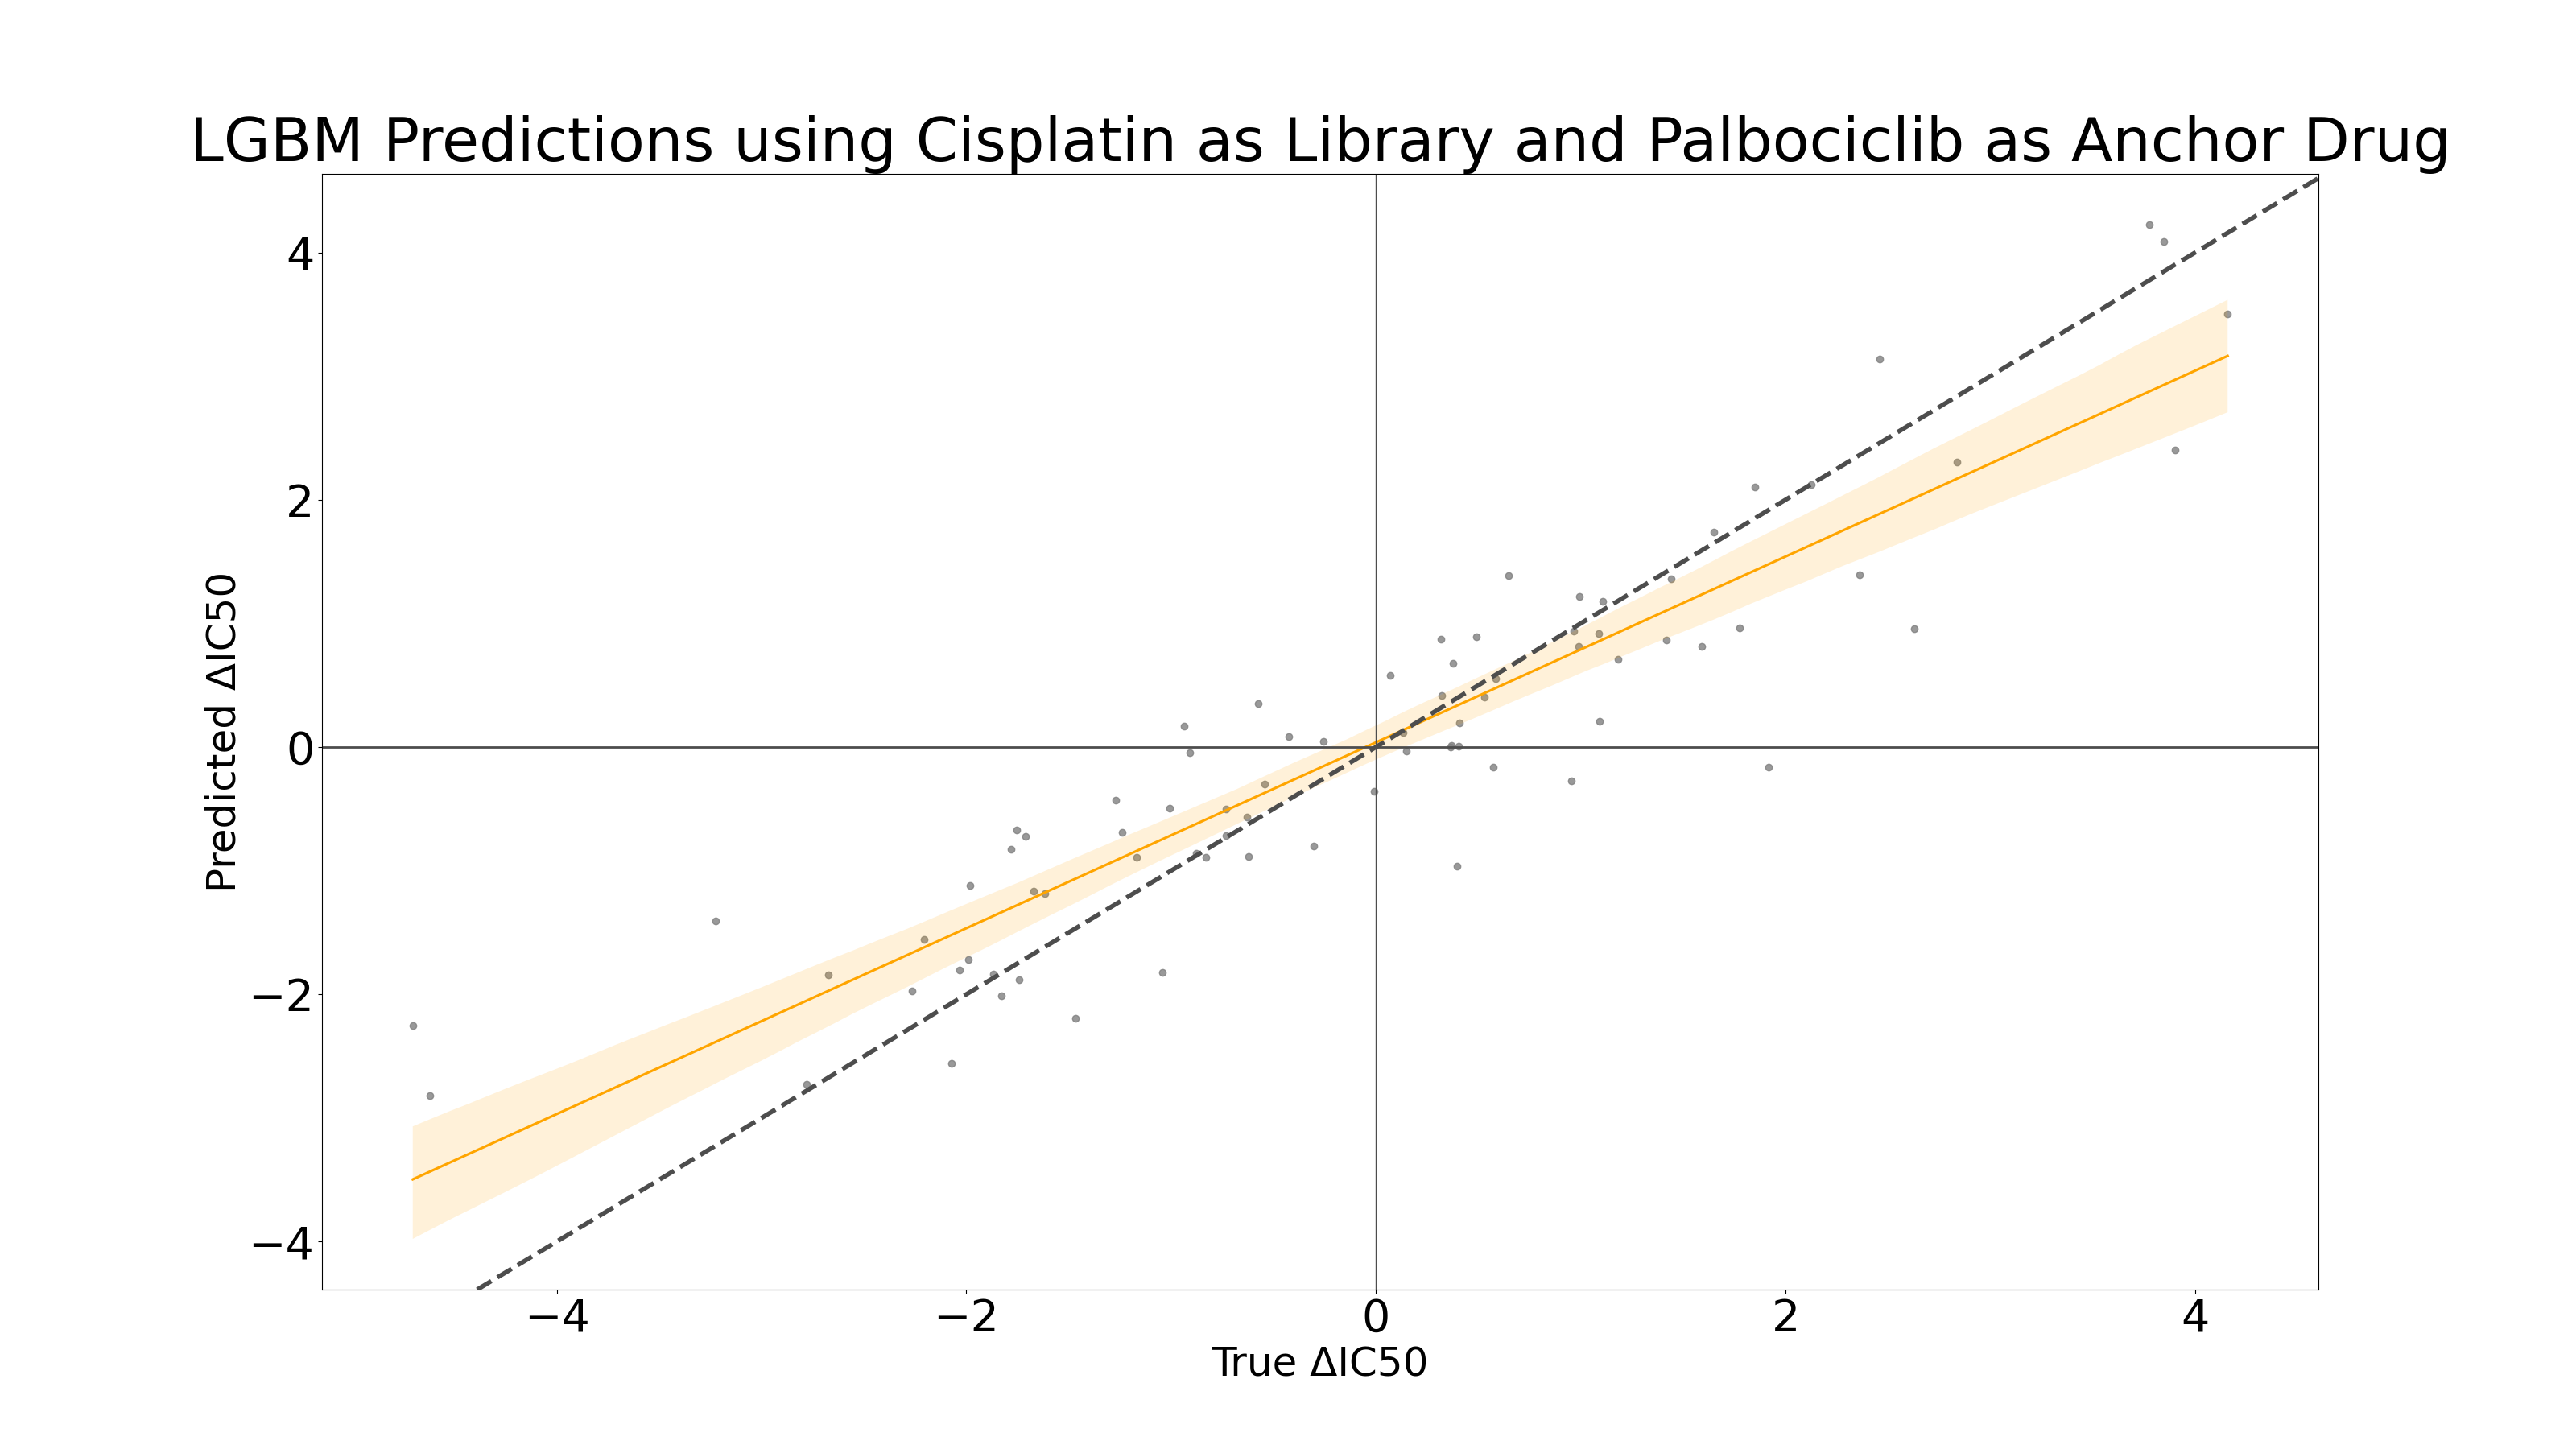 LGBM Predictions using Cisplatin as Library and Palbociclib as Anchor Drug
4
2
0
−2
−4
Predicted ΔIC50
−4 −2 0 2 4
True ΔIC50